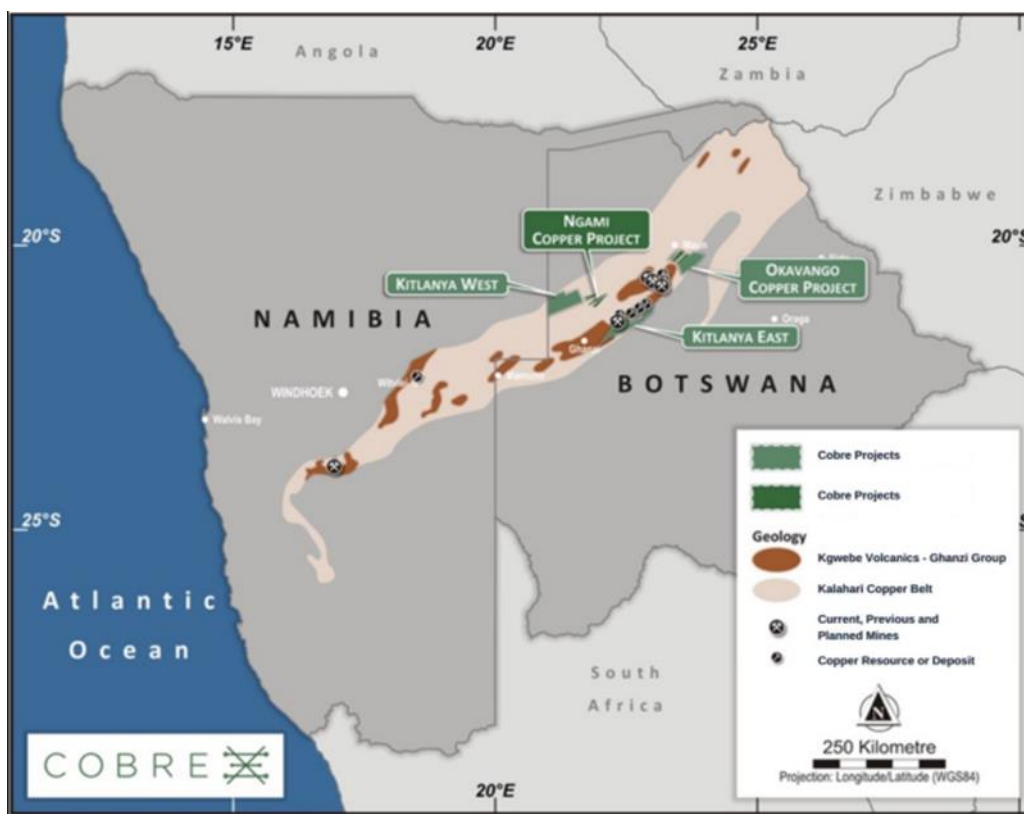 15°E
20°E
25°E
Angola
Zambia
Zimbabwe
20°S
20°S
NGAMI
COPPER PROJECT
OKAVANGO
COPPER PROJECT
KITLANYA WEST
KITLANYA EAST
NAMIBIA
BOTSWANA
Orapa
WINDHOEK
Walvis Bay
25°S
Atlantic
Ocean
South
Africa
20°E
COBRE
Cobre Projects
Cobre Projects
Geology
Kgwebe Volcanics - Ghanzi Group
Kalahari Copper Belt
Current, Previous and
Planned Mines
Copper Resource or Deposit
N
250 Kilometre
Projection: Longitude/Latitude (WGS84)